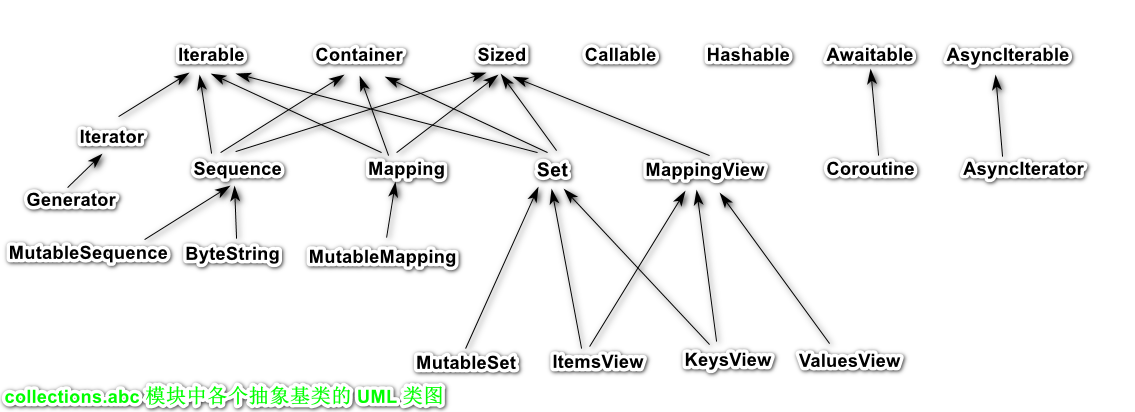 Iterable Container Sized Callable Hashable Awaitable AsyncIterable
Iterator
Sequence Mapping Set MappingView Coroutine AsyncIterator
Generator
MutableSequence ByteString MutableMapping
MutableSet ItemsView KeysView ValuesView
collections.abc 模块中各个抽象基类的 UML 类图